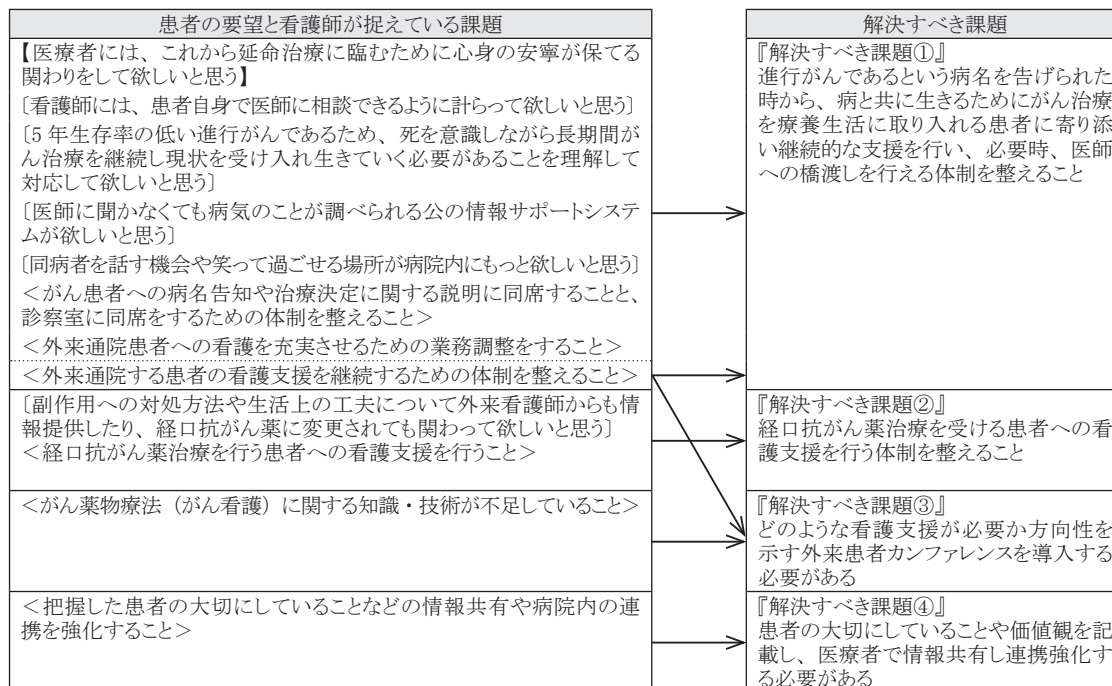 患者の要望と看護師が捉えている課題
【医療者には、これから延命治療に臨むために心身の安寧が保てる
関わりをして欲しいと思う】
〔看護師には、患者自身で医師に相談できるように計らって欲しいと思う〕
〔5年生存率の低い進行がんであるため、死を意識しながら長期間が
ん治療を継続し現状を受け入れ生きていく必要があることを理解して
対応して欲しいと思う〕
〔医師に聞かなくても病気のことが調べられる公の情報サポートシステ
ムが欲しいと思う〕
〔同病者を話す機会や笑って過ごせる場所が病院内にもっと欲しいと思う〕
＜がん患者への病名告知や治療決定に関する説明に同席することと、
診察室に同席をするための体制を整えること＞
＜外来通院患者への看護を充実させるための業務調整をすること＞
＜外来通院する患者の看護支援を継続するための体制を整えること＞
〔副作用への対処方法や生活上の工夫について外来看護師からも情
報提供したり、経口抗がん薬に変更されても関わって欲しいと思う〕
＜経口抗がん薬治療を行う患者への看護支援を行うこと＞
＜がん薬物療法（がん看護）に関する知識・技術が不足していること＞
＜把握した患者の大切にしていることなどの情報共有や病院内の連
携を強化すること＞
解決すべき課題
『解決すべき課題①』
進行がんであるという病名を告げられた
時から、病と共に生きるためにがん治療
を療養生活に取り入れる患者に寄り添
い継続的な支援を行い、必要時、医師
への橋渡しを行える体制を整えること
『解決すべき課題②』
経口抗がん薬治療を受ける患者への看
護支援を行う体制を整えること
『解決すべき課題③』
どのような看護支援が必要か方向性を
示す外来患者カンファレンスを導入する
必要がある
『解決すべき課題④』
患者の大切にしていることや価値観を記
載し、医療者で情報共有し連携強化す
る必要がある